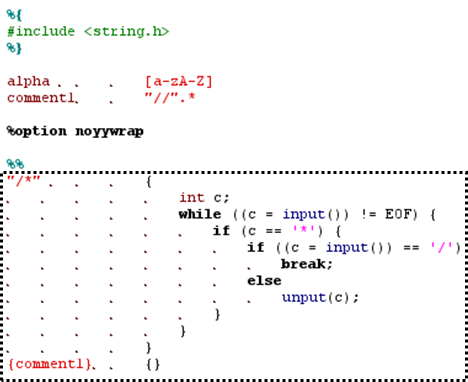 %{
#include <string.h>
%}
alpha . . . [a-zA-Z]
comment1. . "//".*
%option noyywrap
%%
"/*" . . . . {
. . . . . int c;
. . . . . while ((c = input()) != EOF) {
. . . . . . if (c == '*') {
. . . . . . . if ((c = input()) == '/')
. . . . . . . . break;
. . . . . . . else
. . . . . . . . unput(c);
. . . . . . }
. . . . . }
. . . . }
{comment1}. . {}